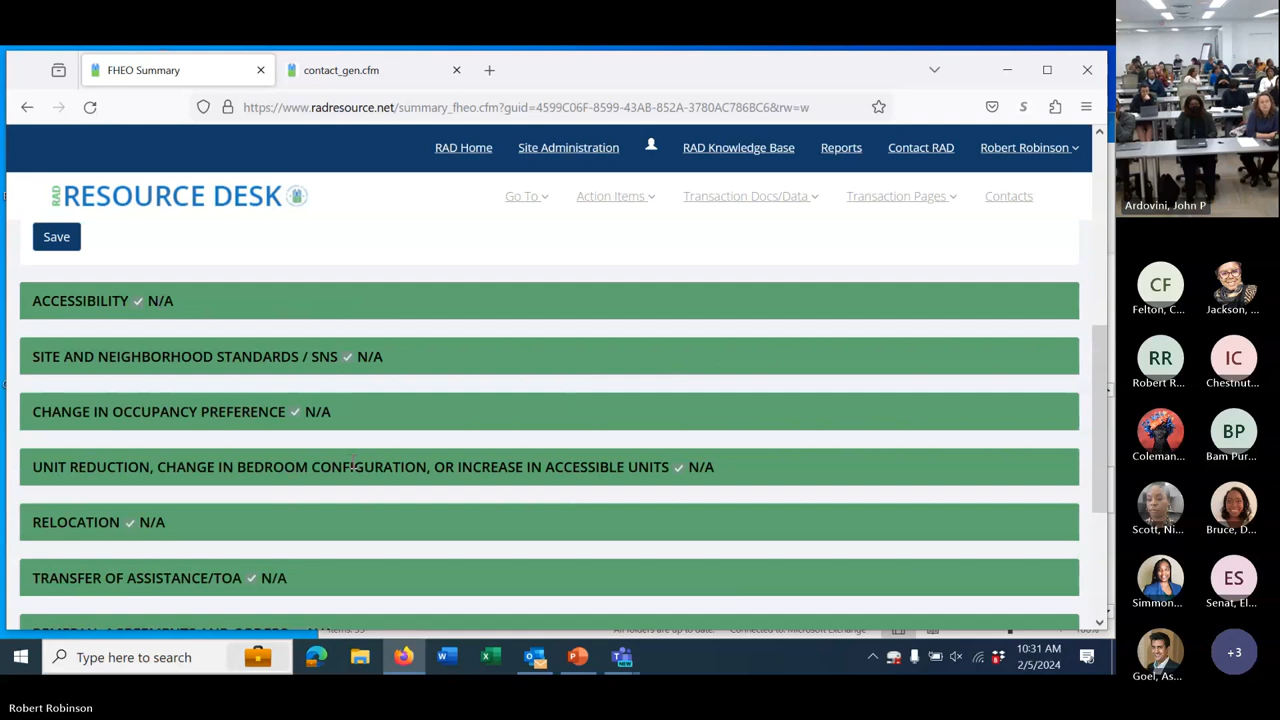 FHEO Summary
contact_gen.cfm
https://www.radresource.net/summary_fheo.cfm?guid=4599C06F-8599-43AB-852A-3780AC786BC6&rw=w
RAD Home Site Administration RAD Knowledge Base Reports Contact RAD Robert Robinson
RAD RESOURCE DESK Go To Action Items Transaction Docs/Data Transaction Pages Contacts
Save
ACCESSIBILITY N/A
SITE AND NEIGHBORHOOD STANDARDS / SNS N/A
CHANGE IN OCCUPANCY PREFERENCE N/A
UNIT REDUCTION, CHANGE IN BEDROOM CONFIGURATION, OR INCREASE IN ACCESSIBLE UNITS N/A
RELOCATION N/A
TRANSFER OF ASSISTANCE/TOA N/A
Type here to search
10:31 AM
2/5/2024
Robert Robinson
Ardovini, John P
CF
Felton, C...
Jackson, ...
RR
Robert R...
IC
Chestnut...
Coleman...
BP
Bam Pur...
Scott, Ni...
Bruce, D...
Simmon...
ES
Senat, El...
Goel, As...
+3